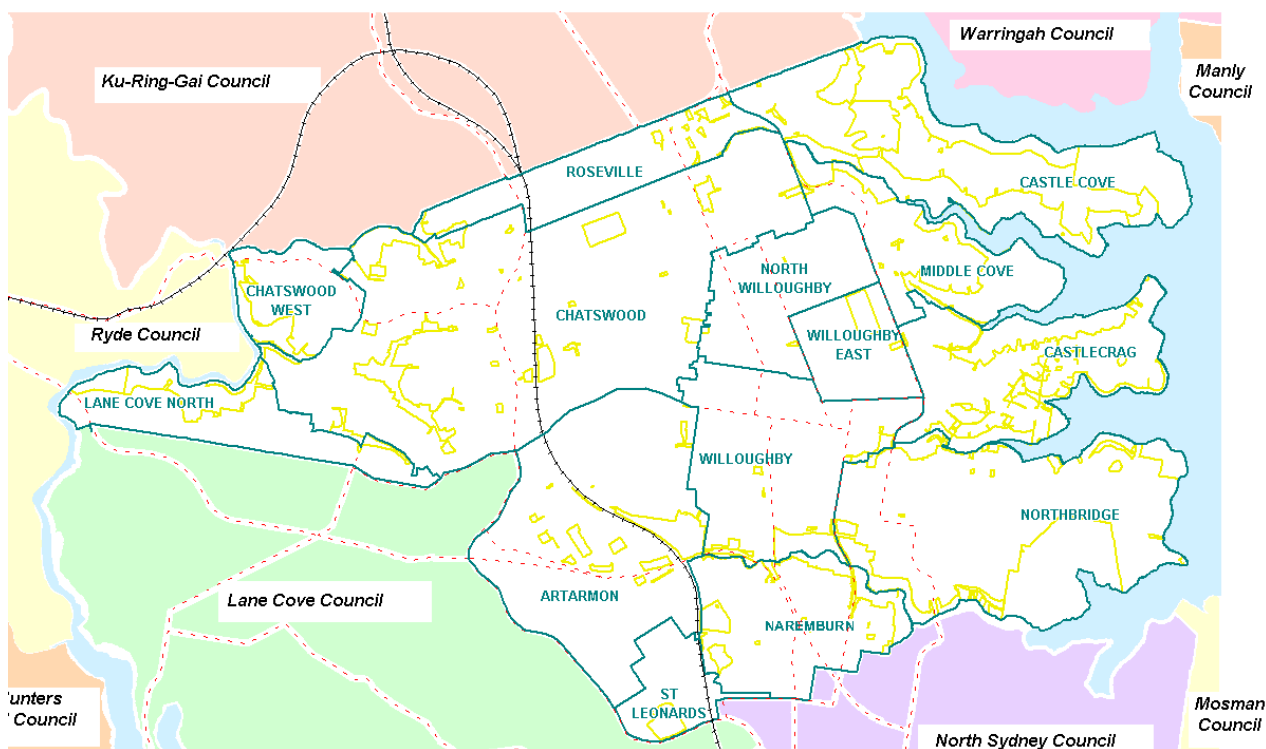 Warringah Council
Manly
Council
Ku-Ring-Gai Council
ROSEVILLE
CASTLE COVE
NORTH
WILLOUGHBY
MIDDLE COVE
CHATSWOOD
WEST
CHATSWOOD
Ryde Council
WILLOUGHBY
EAST
CASTLECRAG
LANE COVE NORTH
WILLOUGHBY
NORTHBRIDGE
Lane Cove Council
ARTARMON
NAREMBURN
ST
LEONARDS
unters
Council
Mosman
Council
North Sydney Council